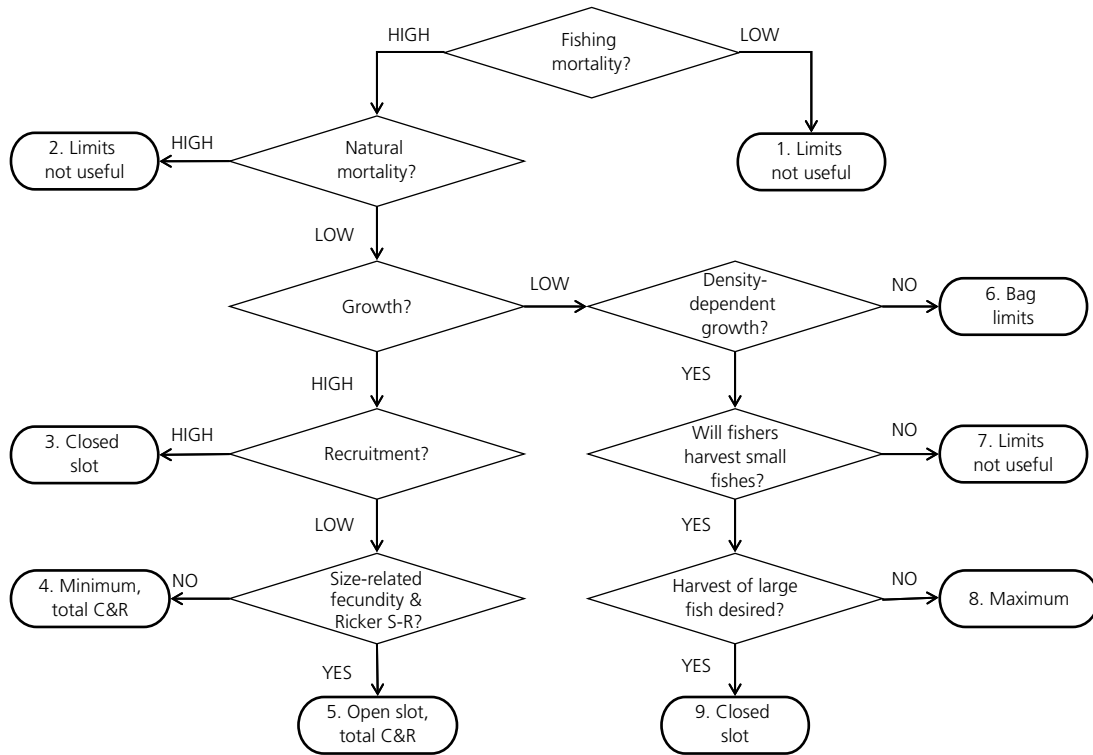 HIGH
Fishing
mortality?
LOW
2. Limits
not useful
HIGH
Natural
mortality?
1. Limits
not useful
LOW
Growth?
LOW
Density-
dependent
growth?
NO
6. Bag
limits
HIGH
YES
3. Closed
slot
HIGH
Recruitment?
Will fishers
harvest small
fishes?
NO
7. Limits
not useful
LOW
YES
4. Minimum,
total C&R
NO
Size-related
fecundity &
Ricker S-R?
Harvest of large
fish desired?
NO
8. Maximum
YES
YES
5. Open slot,
total C&R
9. Closed
slot